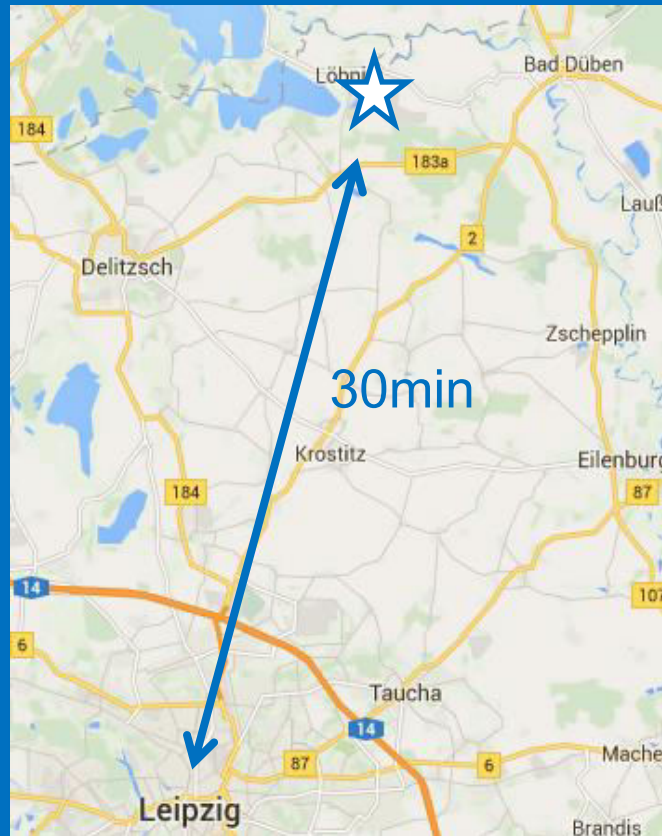 Bad Düben
184
183a
2
Delitzsch
Zschepplin
30min
Krostitz
Eilenburg
184
87
14
107
6
Taucha
14
87
6
Leipzig
Brandis